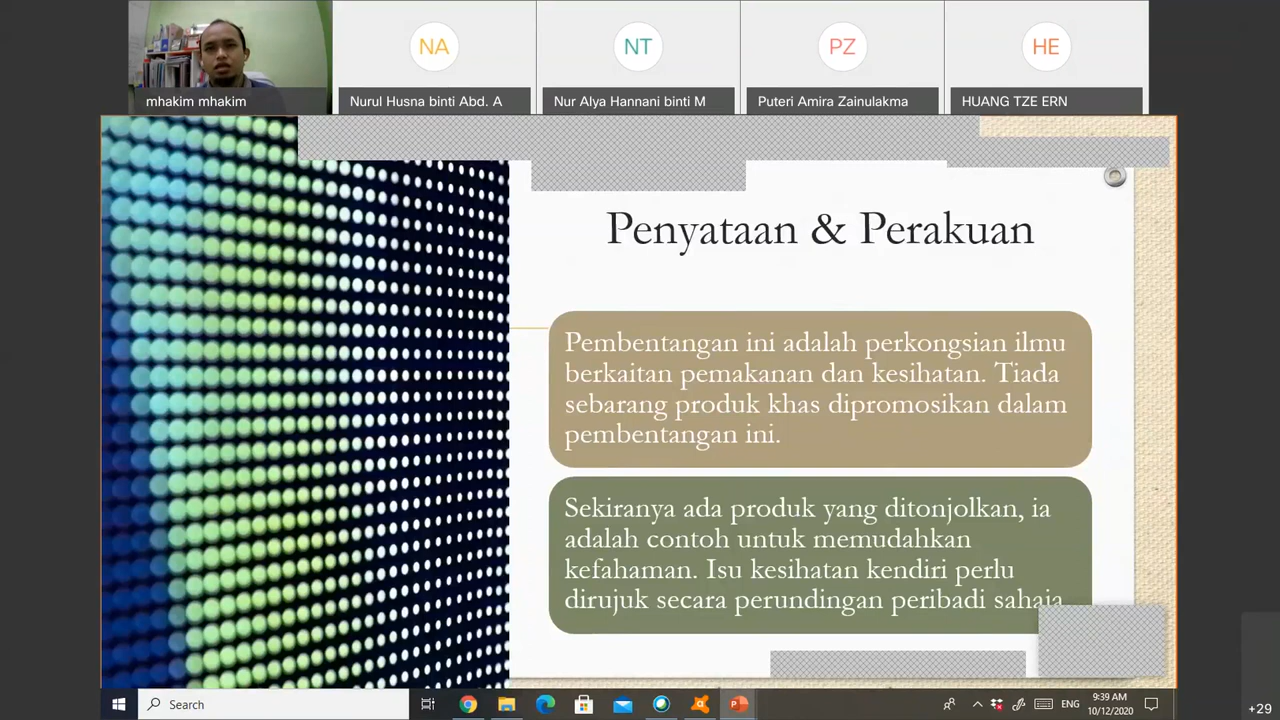 NA
NT
PZ
HE
mhakim mhakim
Nurul Husna binti Abd. A
Nur Alya Hannani binti M
Puteri Amira Zainulakma
HUANG TZE ERN
Penyataan & Perakuan
Pembentangan ini adalah perkongsian ilmu
berkaitan pemakanan dan kesihatan. Tiada
sebarang produk khas dipromosikan dalam
pembentangan ini.
Sekiranya ada produk yang ditonjolkan, ia
adalah contoh untuk memudahkan
kefahaman. Isu kesihatan kendiri perlu
dirujuk secara perundingan peribadi sahaja
Search
ENG
9:39 AM
10/12/2020
+29